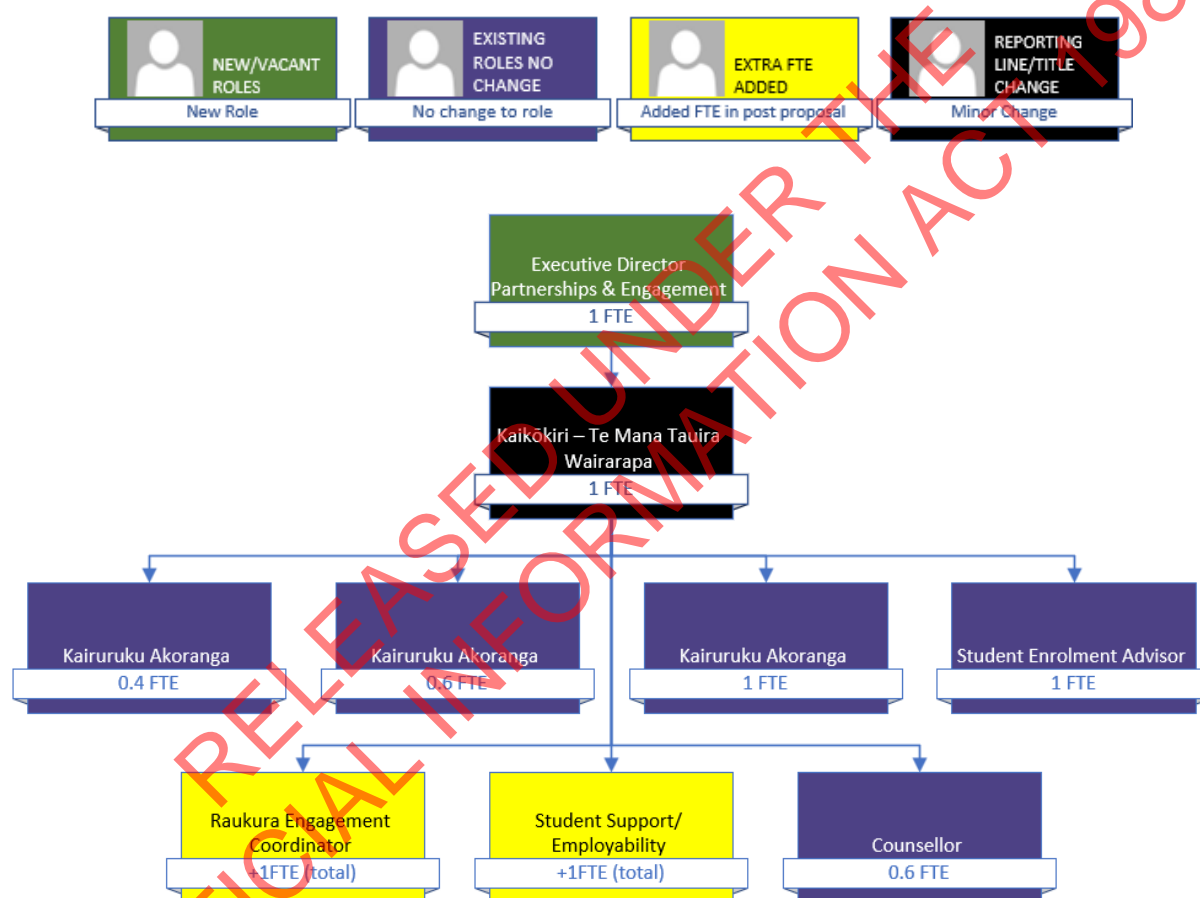 NEW/VACANT
ROLES
New Role
EXISTING
ROLES NO
CHANGE
No change to role
EXTRA FTE
ADDED
Added FTE in post proposal
REPORTING
LINE/TITLE
CHANGE
Minor Change
Executive Director
Partnerships & Engagement
1 FTE
Kaikōkiri – Te Mana Tauira
Wairarapa
1 FTE
Kairuruku Akoranga
0.4 FTE
Kairuruku Akoranga
0.6 FTE
Kairuruku Akoranga
1 FTE
Student Enrolment Advisor
1 FTE
Raukura Engagement
Coordinator
+1FTE (total)
Student Support/
Employability
+1FTE (total)
Counsellor
0.6 FTE
RELEASED UNDER THE
INFORMATION ACT